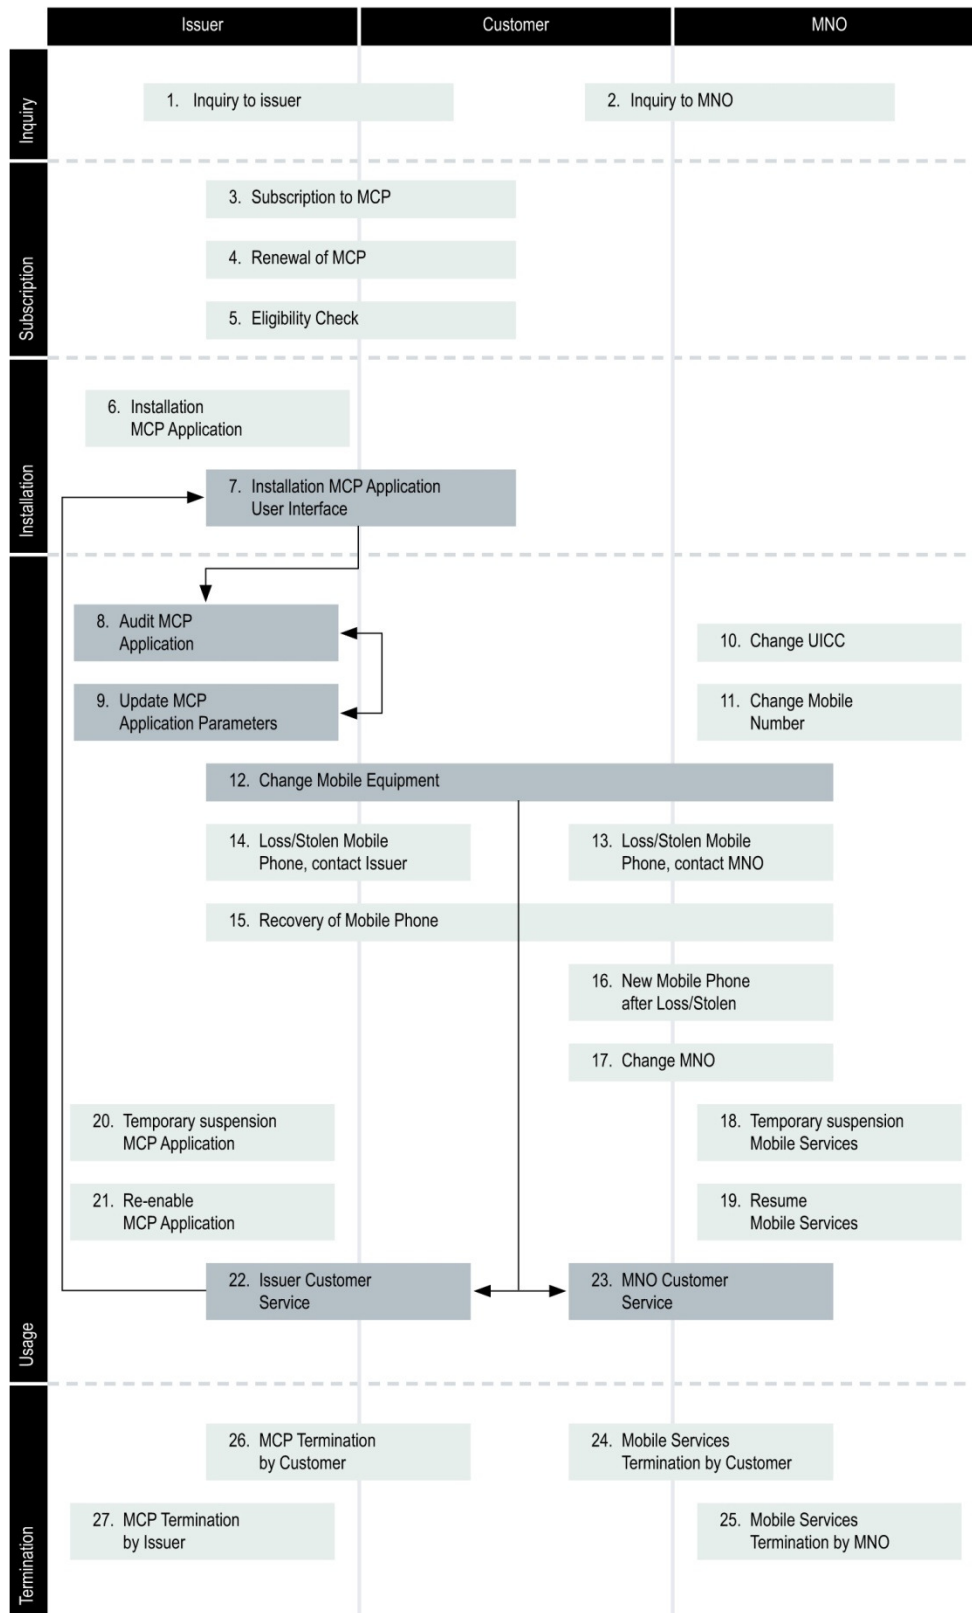 Issuer
Customer
MNO
Inquiry
1. Inquiry to issuer
2. Inquiry to MNO
Subscription
3. Subscription to MCP
4. Renewal of MCP
5. Eligibility Check
Installation
6. Installation
MCP Application
7. Installation MCP Application
User Interface
Usage
8. Audit MCP
Application
10. Change UICC
9. Update MCP
Application Parameters
11. Change Mobile
Number
12. Change Mobile Equipment
14. Loss/Stolen Mobile
Phone, contact Issuer
13. Loss/Stolen Mobile
Phone, contact MNO
15. Recovery of Mobile Phone
16. New Mobile Phone
after Loss/Stolen
17. Change MNO
20. Temporary suspension
MCP Application
18. Temporary suspension
Mobile Services
21. Re-enable
MCP Application
19. Resume
Mobile Services
22. Issuer Customer
Service
23. MNO Customer
Service
Termination
26. MCP Termination
by Customer
24. Mobile Services
Termination by Customer
27. MCP Termination
by Issuer
25. Mobile Services
Termination by MNO